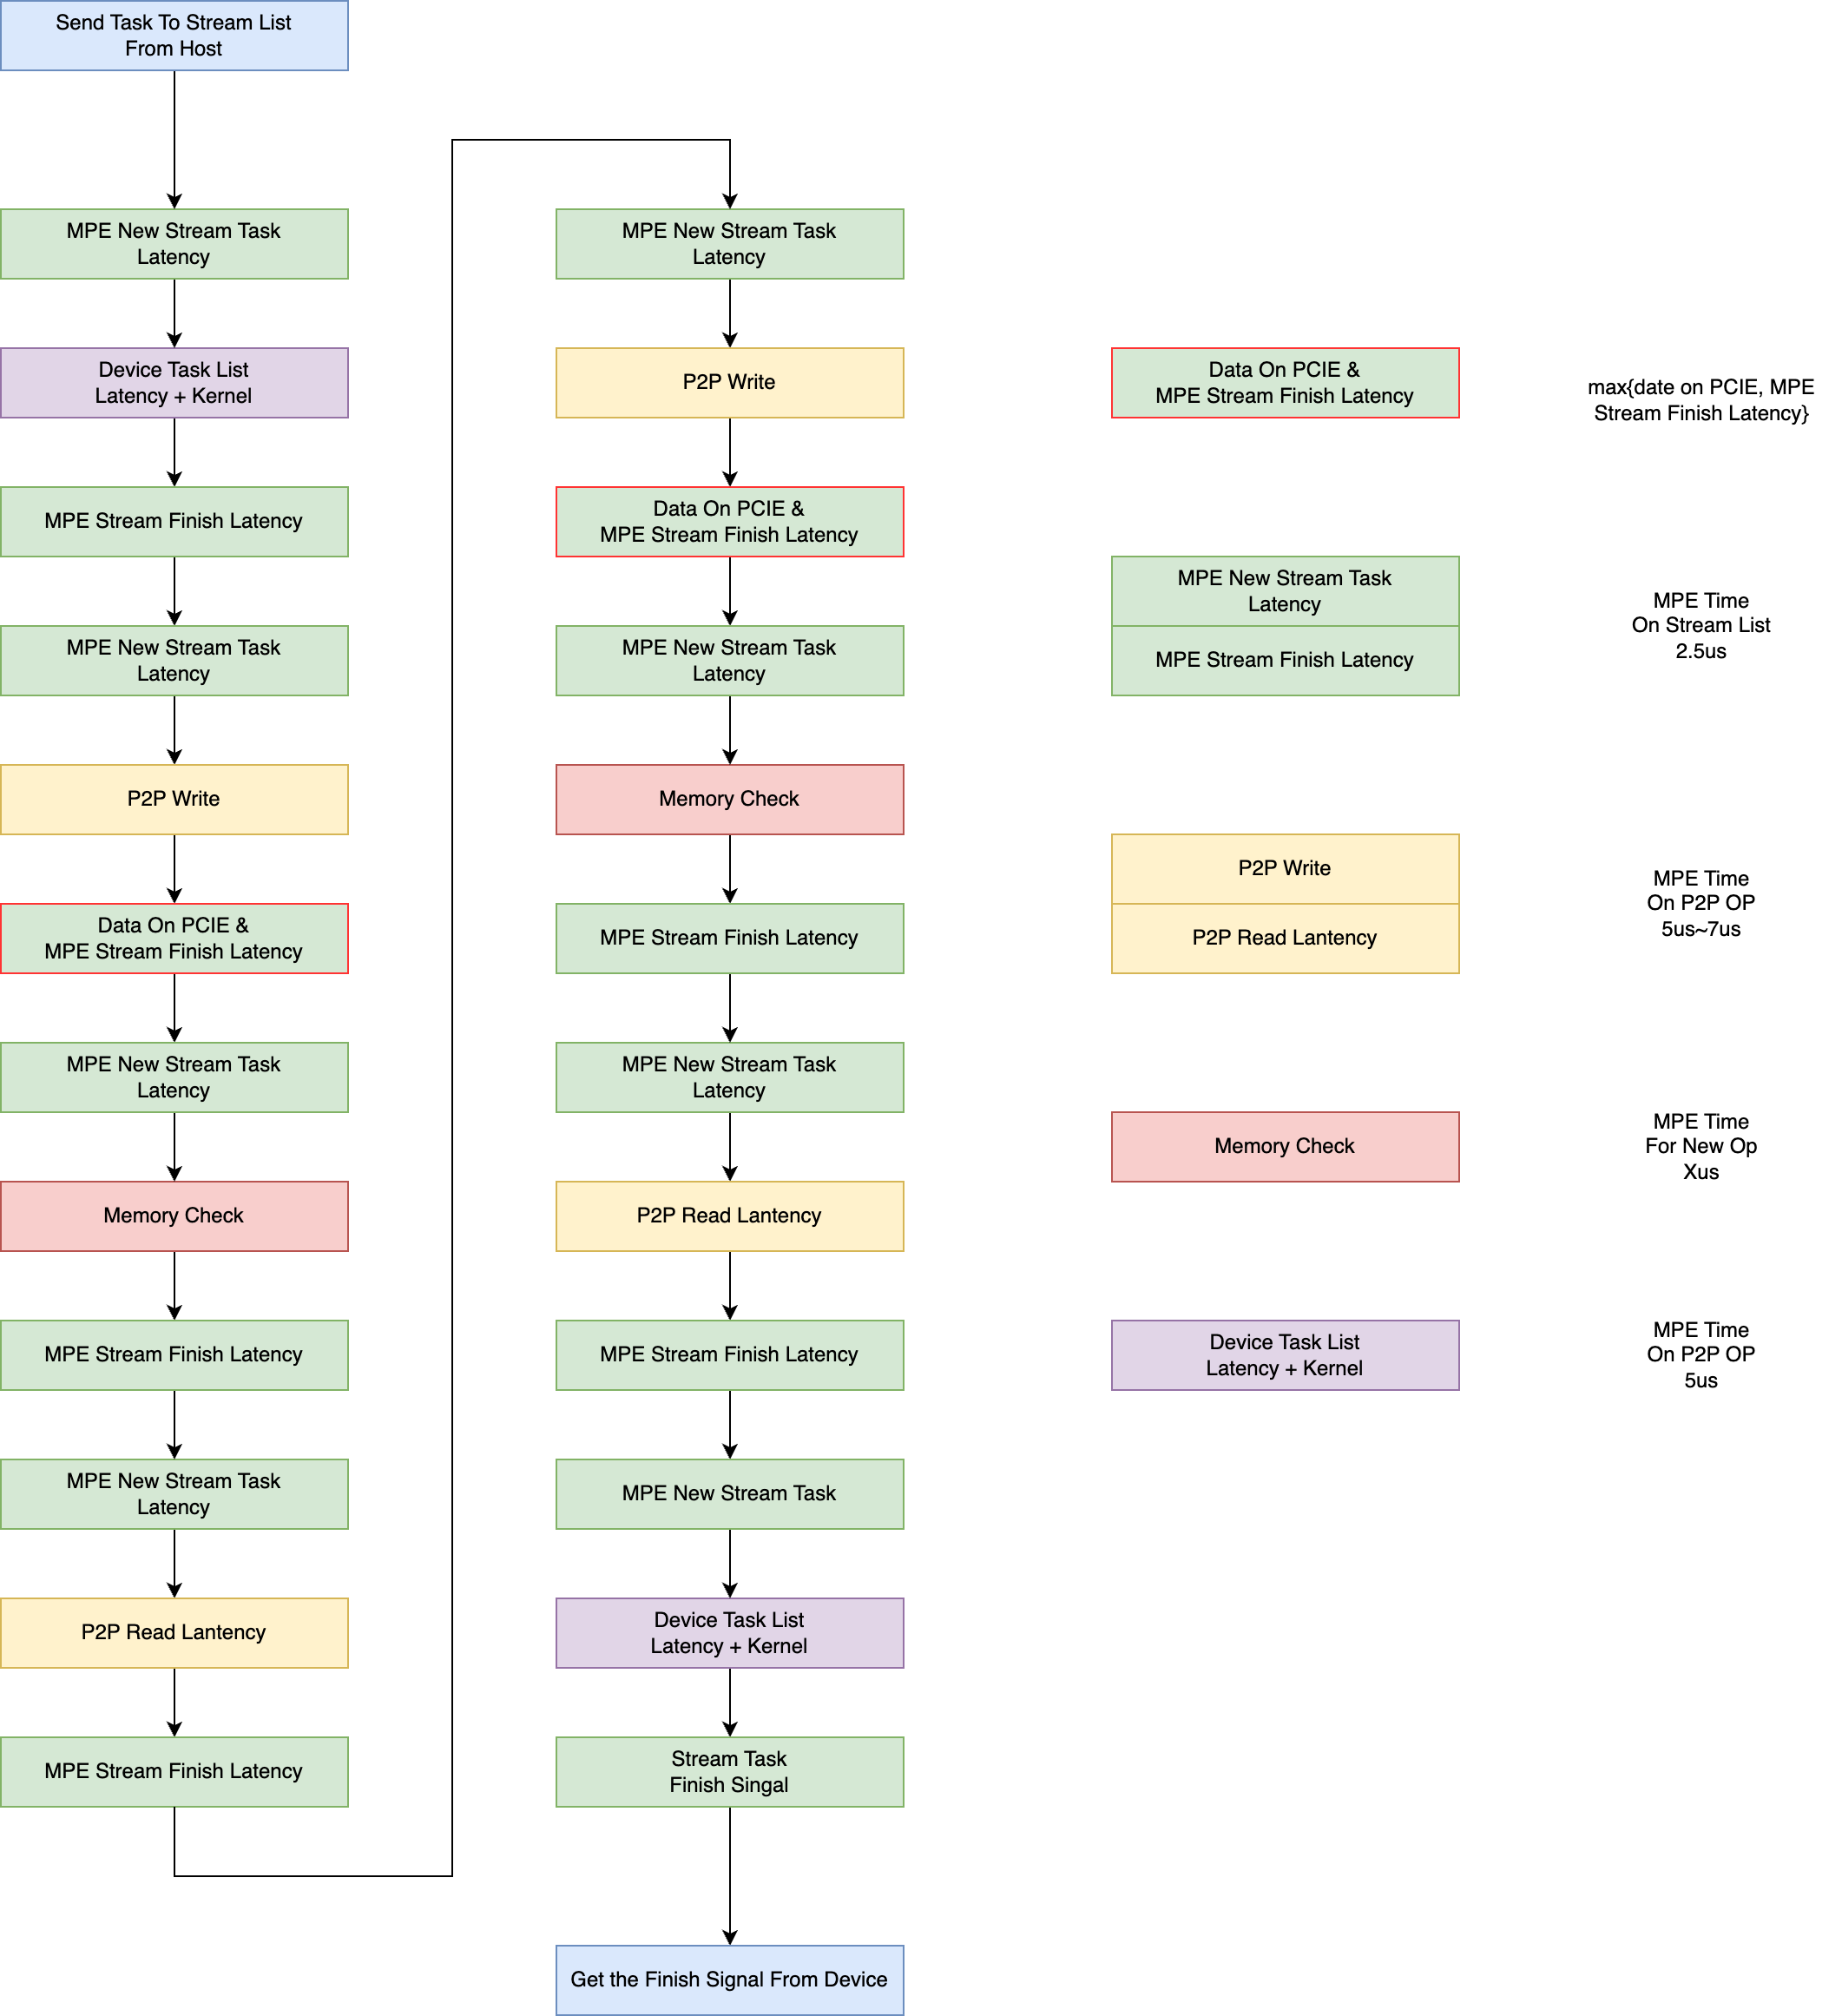 Send Task To Stream List
From Host
MPE New Stream Task
Latency
Device Task List
Latency + Kernel
MPE Stream Finish Latency
MPE New Stream Task
Latency
P2P Write
Data On PCIE &
MPE Stream Finish Latency
MPE New Stream Task
Latency
Memory Check
MPE Stream Finish Latency
MPE New Stream Task
Latency
P2P Read Lantency
MPE Stream Finish Latency
MPE New Stream Task
Latency
P2P Write
Data On PCIE &
MPE Stream Finish Latency
MPE New Stream Task
Latency
Memory Check
MPE Stream Finish Latency
MPE New Stream Task
Latency
P2P Read Lantency
MPE Stream Finish Latency
MPE New Stream Task
Device Task List
Latency + Kernel
Stream Task
Finish Singal
Get the Finish Signal From Device
Data On PCIE &
MPE Stream Finish Latency
max{date on PCIE, MPE
Stream Finish Latency}
MPE New Stream Task
Latency
MPE Stream Finish Latency
MPE Time
On Stream List
2.5us
P2P Write
P2P Read Lantency
MPE Time
On P2P OP
5us~7us
Memory Check
MPE Time
For New Op
Xus
Device Task List
Latency + Kernel
MPE Time
On P2P OP
5us